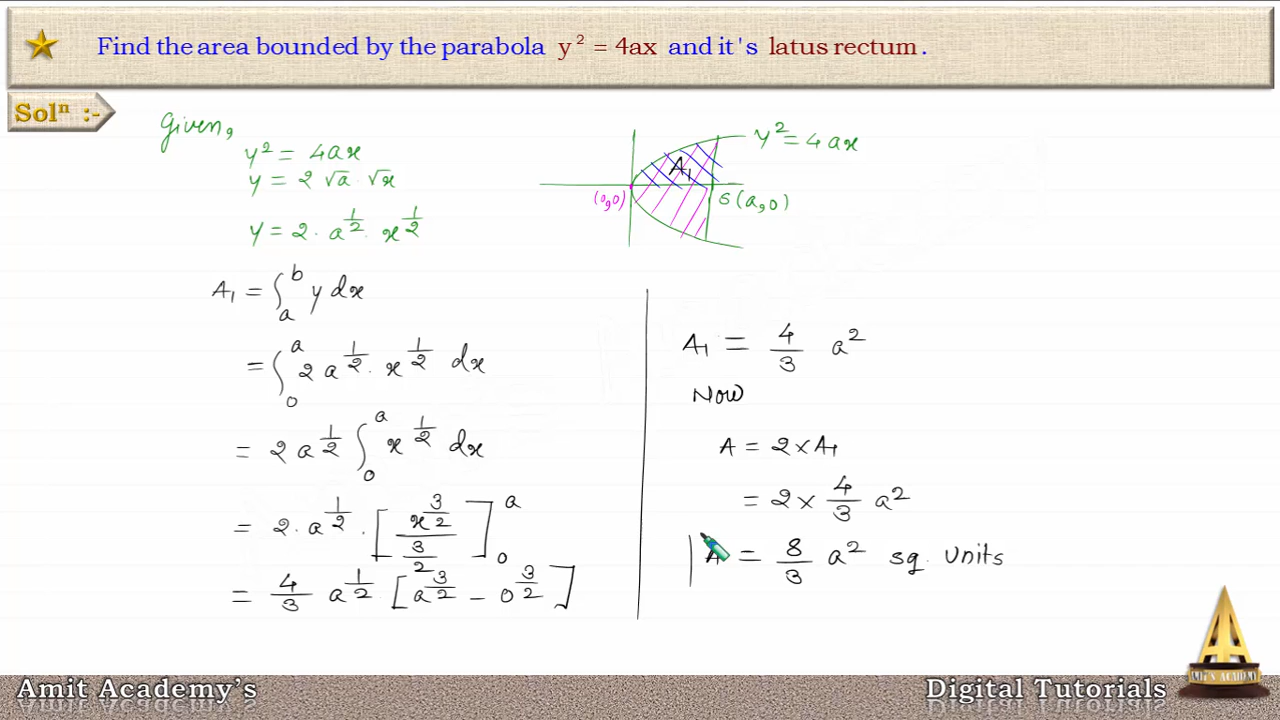 Find the area bounded by the parabola y² = 4ax and it's latus rectum.
Solⁿ :-
Given,
y² = 4ax
y = 2 √a · √x
y = 2 · a^(1/2) · x^(1/2)
y² = 4ax
A₁
(0,0)
S(a,0)
A₁ = ∫_a^b y dx
= ∫_0^a 2 a^(1/2) · x^(1/2) dx
= 2 a^(1/2) ∫_0^a x^(1/2) dx
= 2 · a^(1/2) · [x^(3/2) / (3/2)]_0^a
= 4/3 a^(1/2) [a^(3/2) - 0^(3/2)]
A₁ = 4/3 a²
Now
A = 2 × A₁
= 2 × 4/3 a²
A = 8/3 a² sq. units
AMIT'S ACADEMY
Amit Academy's
Digital Tutorials